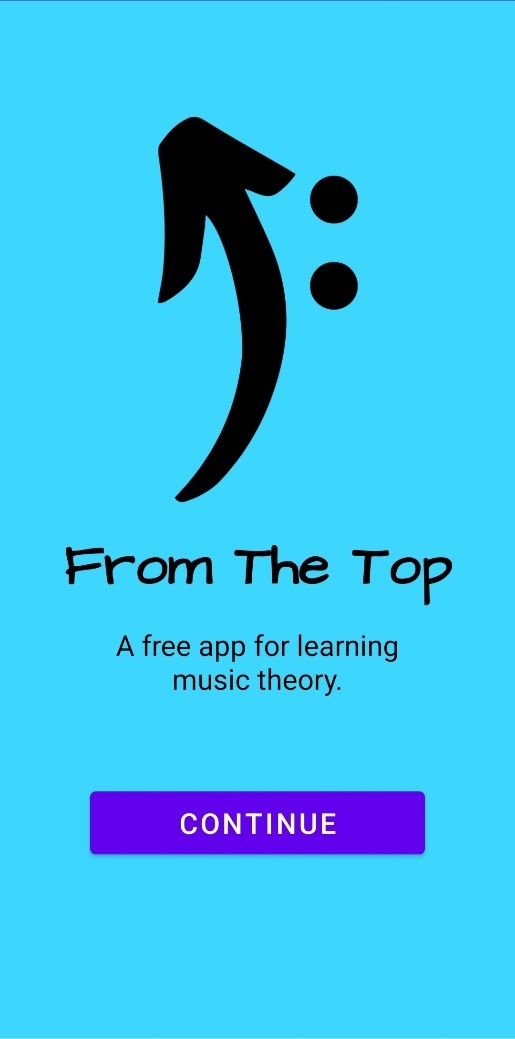 From The Top
A free app for learning
music theory.
CONTINUE